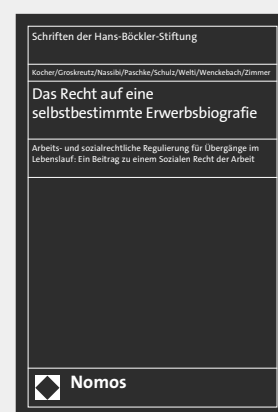 Schriften der Hans-Böckler-Stiftung
Kocher/Groskreutz/Nassibi/Paschke/Schulz/Welti/Wenckebach/Zimmer
Das Recht auf eine
selbstbestimmte Erwerbsbiografie
Arbeits- und sozialrechtliche Regulierung für Übergänge im
Lebenslauf: Ein Beitrag zu einem Sozialen Recht der Arbeit
Nomos